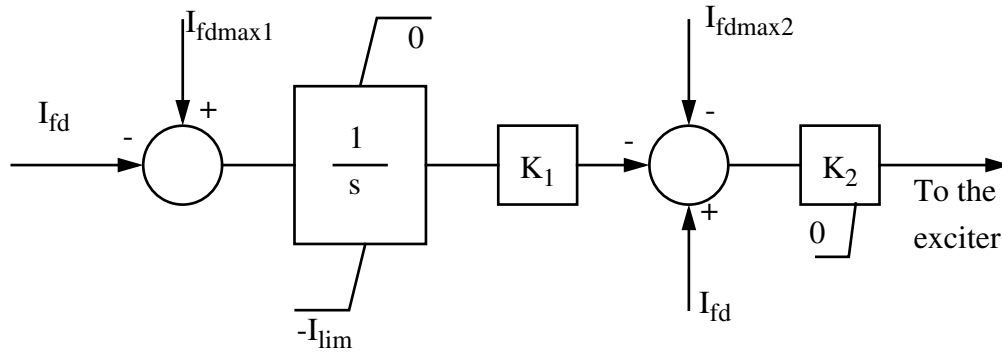 I_fdmax1
I_fdmax2
0
+
-
I_fd
-
-
1
s
K_1
K_2
+
0
To the
exciter
-I_lim
I_fd